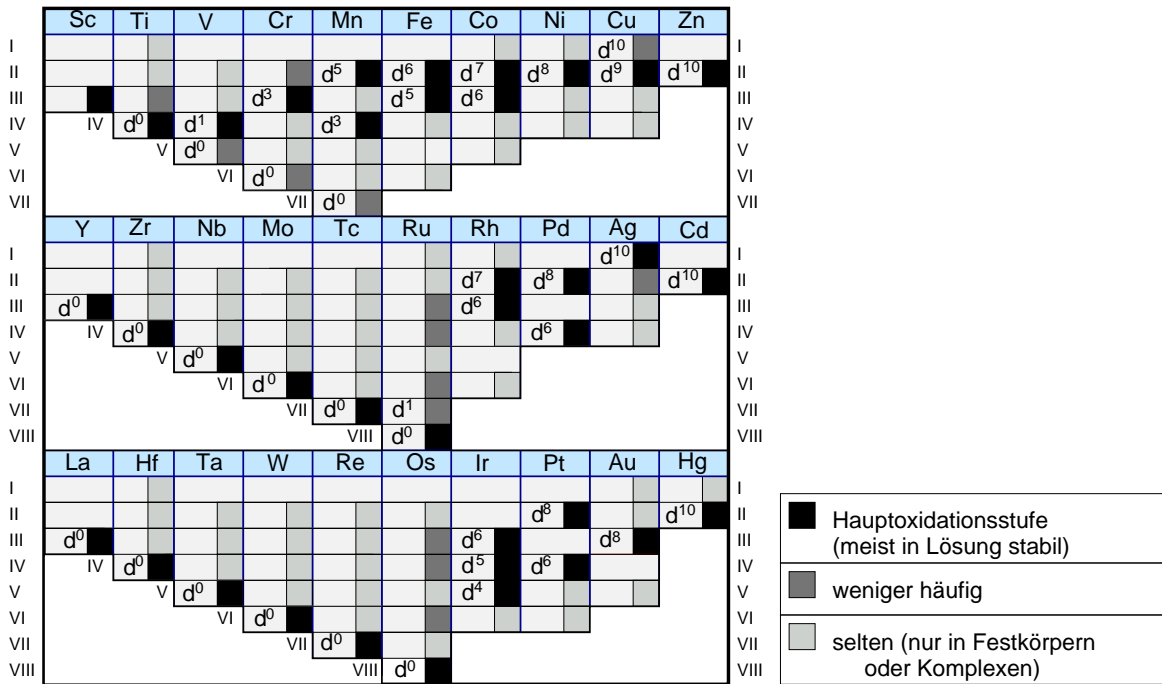 Sc Ti V Cr Mn Fe Co Ni Cu Zn
I d10 I
II d5 d6 d7 d8 d9 d10 II
III d3 d5 d6 III
IV IV d0 d1 d3 IV
V V d0 V
VI VI d0 VI
VII VII d0 VII
Y Zr Nb Mo Tc Ru Rh Pd Ag Cd
I d10 I
II d7 d8 d10 II
III d0 d6 III
IV IV d0 d6 IV
V V d0 V
VI VI d0 VI
VII VII d0 d1 VII
VIII VIII d0 VIII
La Hf Ta W Re Os Ir Pt Au Hg
I I
II d8 d10 II
III d0 d6 d8 III
IV IV d0 d5 d6 IV
V V d0 d4 V
VI VI d0 VI
VII VII d0 VII
VIII VIII d0 VIII
Hauptoxidationsstufe
(meist in Lösung stabil)
weniger häufig
selten (nur in Festkörpern
oder Komplexen)